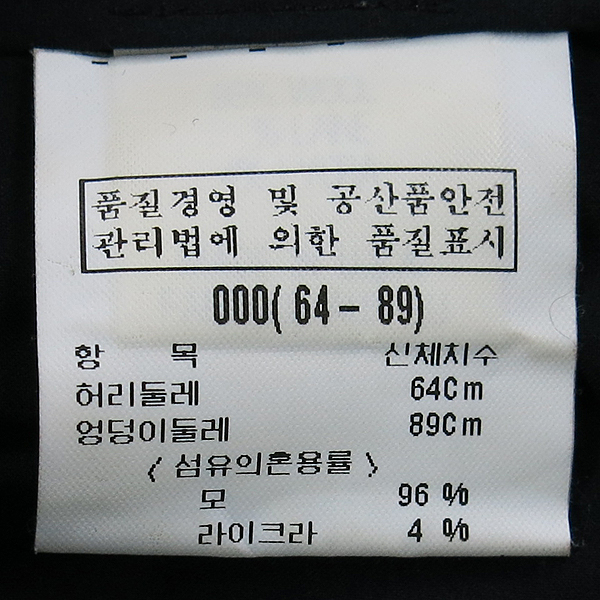 품질경영 및 공산품안전
관리법에 의한 품질표시
000(64-89)
항 목 신체치수
허리둘레 64Cm
엉덩이둘레 89Cm
< 섬유의혼용률 >
모 96 %
라이크라 4 %